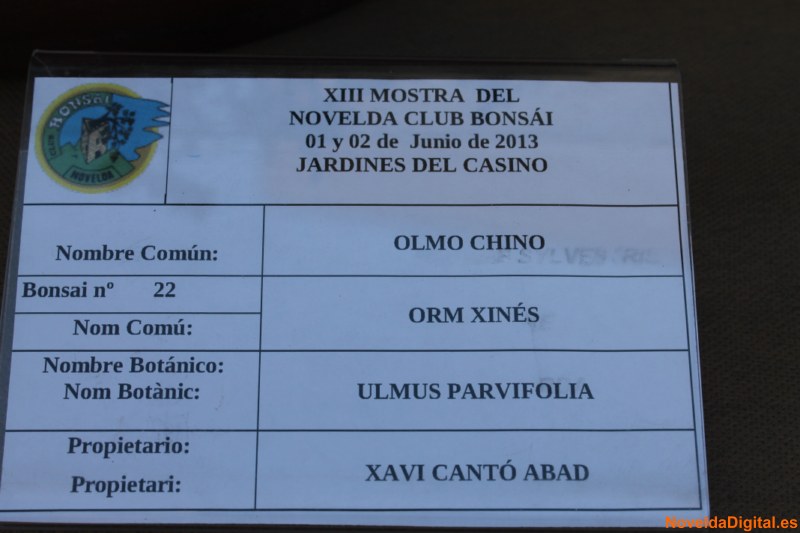 BONSAI
NOVELDA
XIII MOSTRA DEL
NOVELDA CLUB BONSÁI
01 y 02 de Junio de 2013
JARDINES DEL CASINO
Nombre Común:
OLMO CHINO
Bonsai nº 22
Nom Comú:
ORM XINÉS
Nombre Botánico:
Nom Botànic:
ULMUS PARVIFOLIA
Propietario:
Propietari:
XAVI CANTÓ ABAD
NoveldaDigital.es